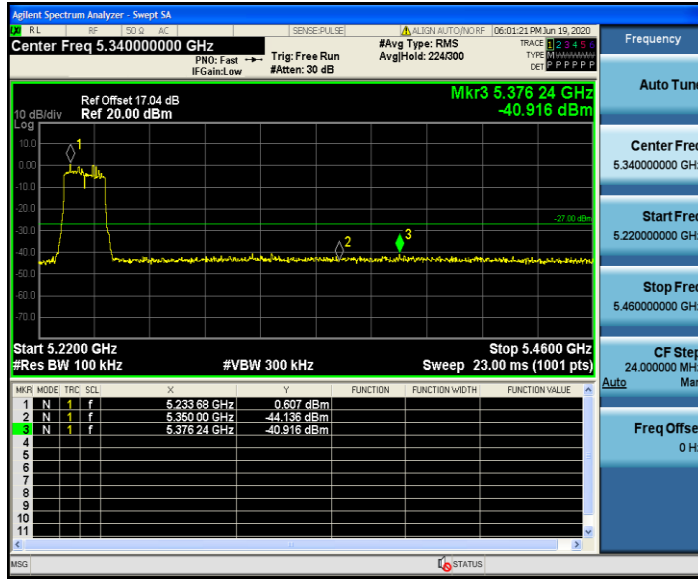 Agilent Spectrum Analyzer - Swept SA
RL RF 50 Ω AC SENSE:PULSE ALIGN AUTO/NO RF 06:01:21 PM Jun 19, 2020
Center Freq 5.340000000 GHz
PNO: Fast Trig: Free Run
IFGain:Low #Atten: 30 dB
#Avg Type: RMS
Avg|Hold: 224/300
TRACE 1 2 3 4 5 6
TYPE
DET P P P P P P
Mkr3 5.376 24 GHz
-40.916 dBm
Ref Offset 17.04 dB
10 dB/div Ref 20.00 dBm
Log
10.0
0.00
-10.0
-20.0
-30.0
-40.0
-50.0
-60.0
-70.0
1
2
3
-27.00 dBm
Start 5.2200 GHz Stop 5.4600 GHz
#Res BW 100 kHz #VBW 300 kHz Sweep 23.00 ms (1001 pts)
MKR MODE TRC SCL X Y FUNCTION FUNCTION WIDTH FUNCTION VALUE
1 N 1 f 5.233 68 GHz 0.607 dBm
2 N 1 f 5.350 00 GHz -44.136 dBm
3 N 1 f 5.376 24 GHz -40.916 dBm
4
5
6
7
8
9
10
11
MSG STATUS
Frequency
Auto Tune
Center Freq
5.340000000 GHz
Start Freq
5.220000000 GHz
Stop Freq
5.460000000 GHz
CF Step
24.000000 MHz
Auto Man
Freq Offset
0 Hz